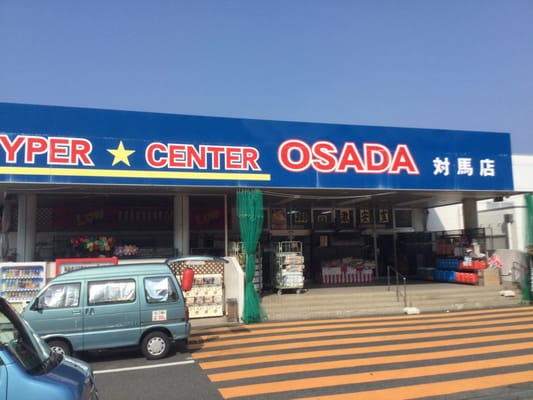 YPER ★ CENTER OSADA 対馬店